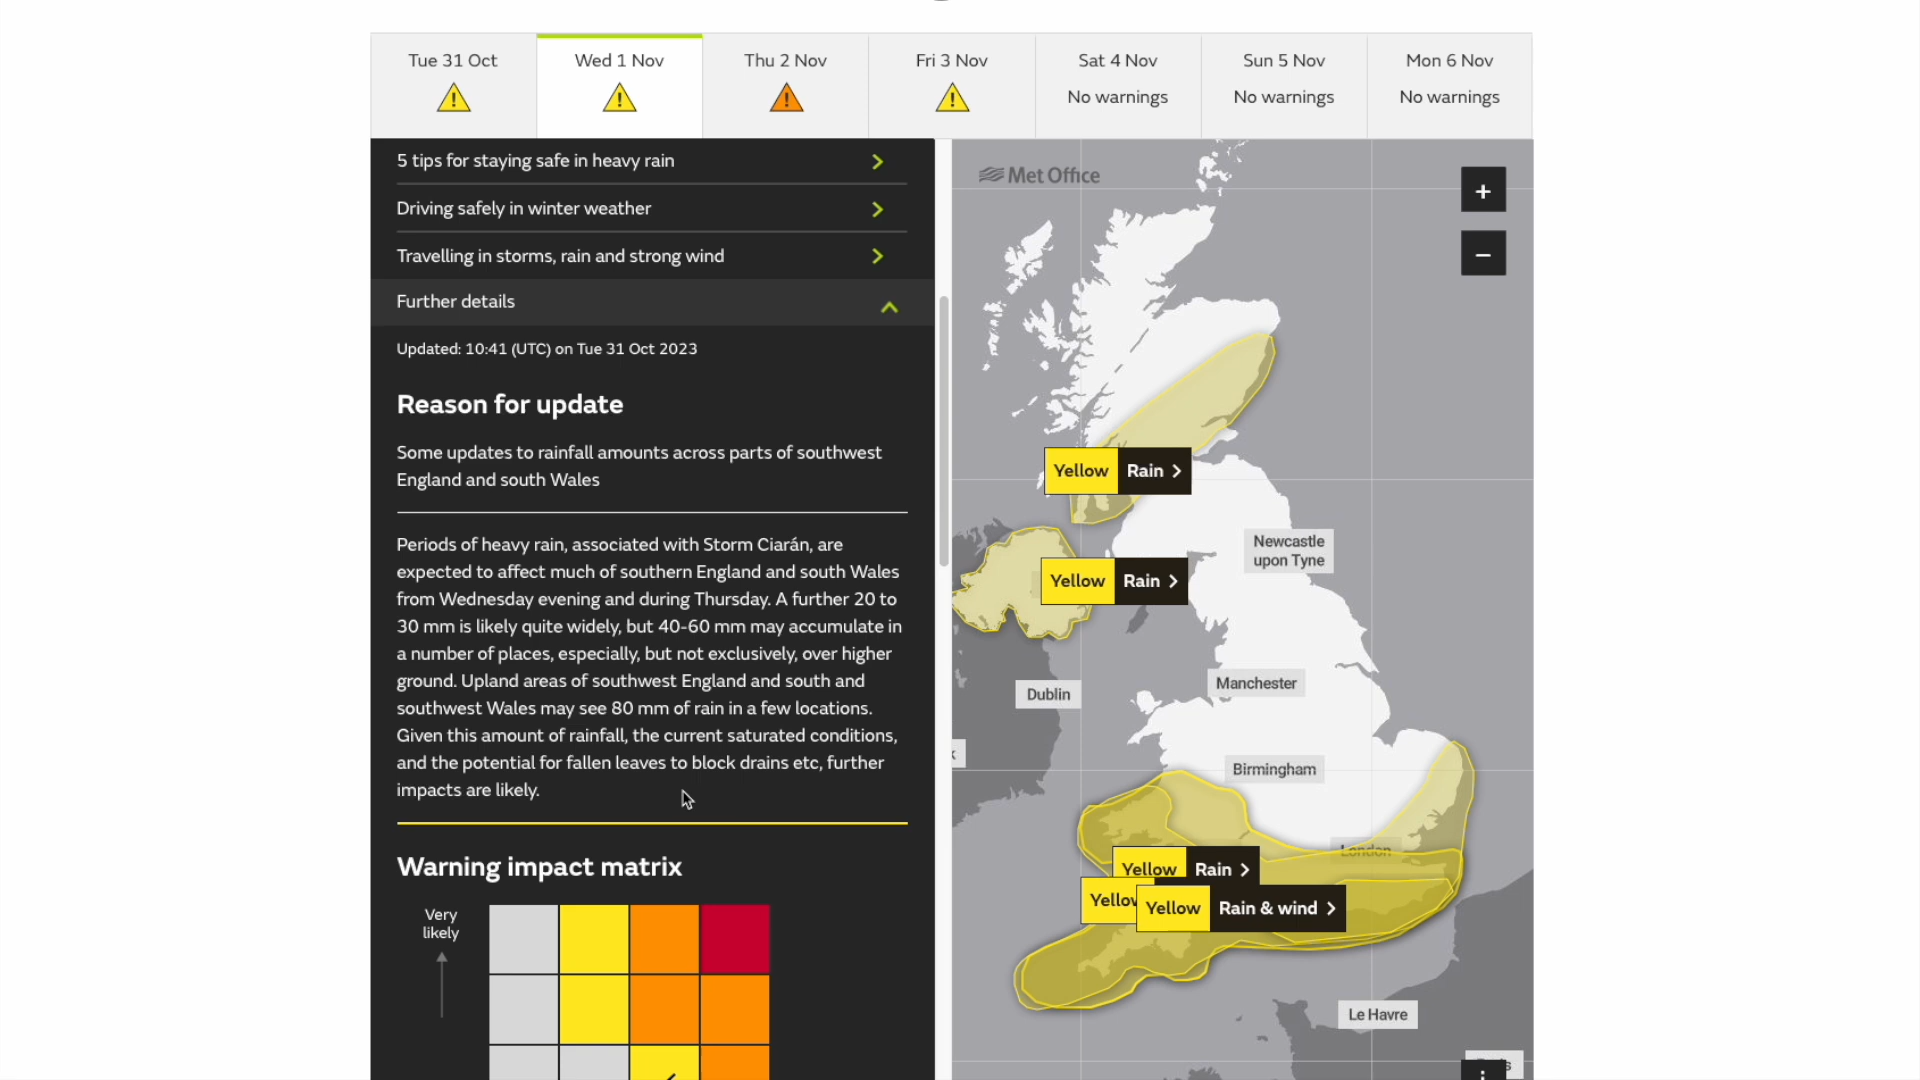 Tue 31 Oct
Wed 1 Nov
Thu 2 Nov
Fri 3 Nov
Sat 4 Nov
No warnings
Sun 5 Nov
No warnings
Mon 6 Nov
No warnings
5 tips for staying safe in heavy rain
Driving safely in winter weather
Travelling in storms, rain and strong wind
Further details
Updated: 10:41 (UTC) on Tue 31 Oct 2023
Reason for update
Some updates to rainfall amounts across parts of southwest
England and south Wales
Periods of heavy rain, associated with Storm Ciarán, are
expected to affect much of southern England and south Wales
from Wednesday evening and during Thursday. A further 20 to
30 mm is likely quite widely, but 40-60 mm may accumulate in
a number of places, especially, but not exclusively, over higher
ground. Upland areas of southwest England and south and
southwest Wales may see 80 mm of rain in a few locations.
Given this amount of rainfall, the current saturated conditions,
and the potential for fallen leaves to block drains etc, further
impacts are likely.
Warning impact matrix
Very
likely
Met Office
+
−
Yellow Rain >
Newcastle
upon Tyne
Yellow Rain >
Manchester
Dublin
Birmingham
London
Yellow Rain >
Yellow
Yellow Rain & wind >
Le Havre